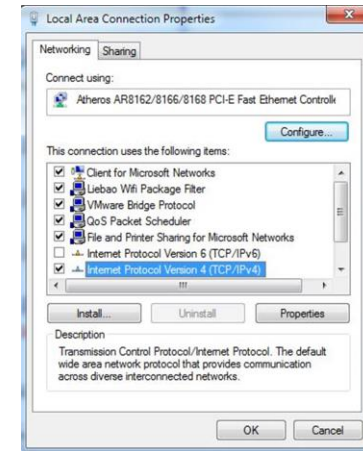 Local Area Connection Properties
Networking
Sharing
Connect using:
Atheros AR8162/8166/8168 PCI-E Fast Ethernet Controlle
Configure...
This connection uses the following items:
Client for Microsoft Networks
Liebao Wifi Package Filter
VMware Bridge Protocol
QoS Packet Scheduler
File and Printer Sharing for Microsoft Networks
Internet Protocol Version 6 (TCP/IPv6)
Internet Protocol Version 4 (TCP/IPv4)
Install...
Uninstall
Properties
Description
Transmission Control Protocol/Internet Protocol. The default
wide area network protocol that provides communication
across diverse interconnected networks.
OK
Cancel